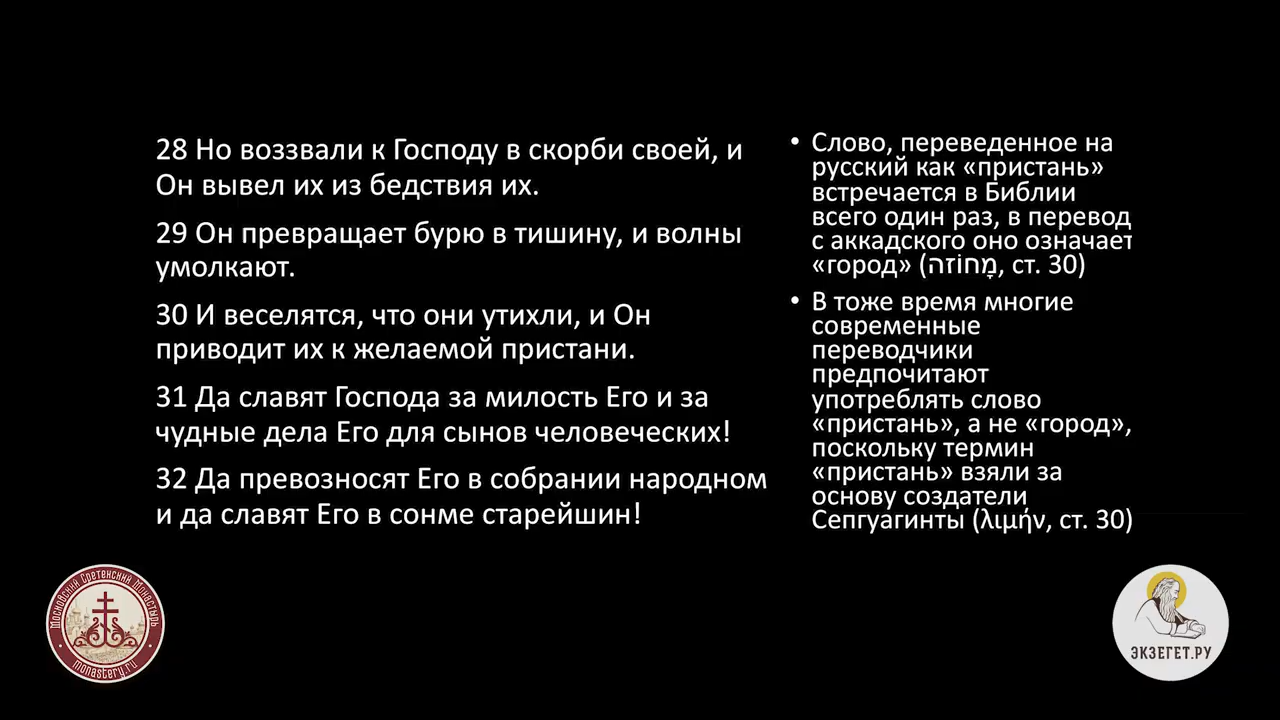 28 Но воззвали к Господу в скорби своей, и
Он вывел их из бедствия их.
29 Он превращает бурю в тишину, и волны
умолкают.
30 И веселятся, что они утихли, и Он
приводит их к желаемой пристани.
31 Да славят Господа за милость Его и за
чудные дела Его для сынов человеческих!
32 Да превозносят Его в собрании народном
и да славят Его в сонме старейшин!
• Слово, переведенное на
русский как «пристань»
встречается в Библии
всего один раз, в перевод
с аккадского оно означает
«город» (מָחוֹזה, ст. 30)
• В тоже время многие
современные
переводчики
предпочитают
употреблять слово
«пристань», а не «город»,
поскольку термин
«пристань» взяли за
основу создатели
Сепгуагинты (λιμήν, ст. 30)
Московский Сретенский Монастырь
monastery.ru
ЭКЗЕГЕТ.РУ